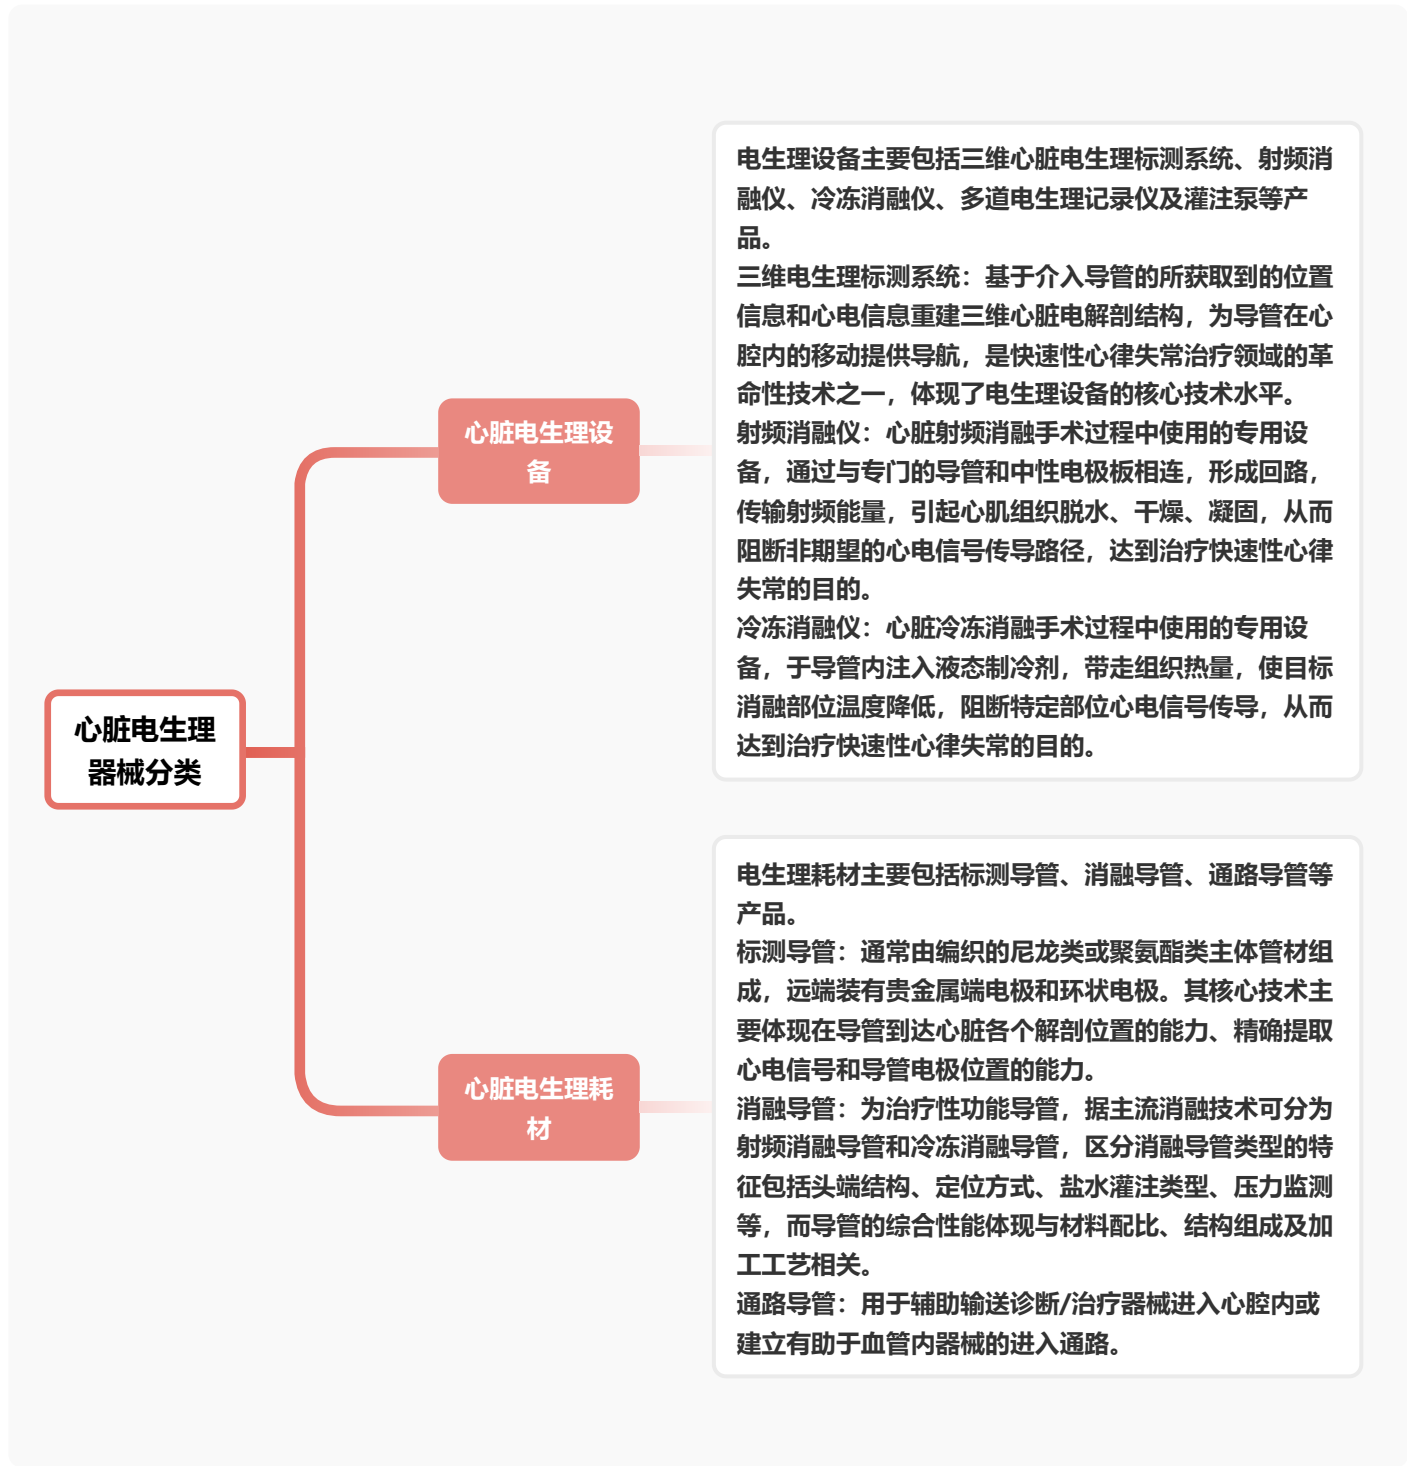 心脏电生理
器械分类
心脏电生理设
备
电生理设备主要包括三维心脏电生理标测系统、射频消
融仪、冷冻消融仪、多道电生理记录仪及灌注泵等产
品。
三维电生理标测系统：基于介入导管的所获取到的位置
信息和心电信息重建三维心脏电解剖结构，为导管在心
腔内的移动提供导航，是快速性心律失常治疗领域的革
命性技术之一，体现了电生理设备的核心技术水平。
射频消融仪：心脏射频消融手术过程中使用的专用设
备，通过与专门的导管和中性电极板相连，形成回路，
传输射频能量，引起心肌组织脱水、干燥、凝固，从而
阻断非期望的心电信号传导路径，达到治疗快速性心律
失常的目的。
冷冻消融仪：心脏冷冻消融手术过程中使用的专用设
备，于导管内注入液态制冷剂，带走组织热量，使目标
消融部位温度降低，阻断特定部位心电信号传导，从而
达到治疗快速性心律失常的目的。
心脏电生理耗
材
电生理耗材主要包括标测导管、消融导管、通路导管等
产品。
标测导管：通常由编织的尼龙类或聚氨酯类主体管材组
成，远端装有贵金属端电极和环状电极。其核心技术主
要体现在导管到达心脏各个解剖位置的能力、精确提取
心电信号和导管电极位置的能力。
消融导管：为治疗性功能导管，据主流消融技术可分为
射频消融导管和冷冻消融导管，区分消融导管类型的特
征包括头端结构、定位方式、盐水灌注类型、压力监测
等，而导管的综合性能体现与材料配比、结构组成及加
工工艺相关。
通路导管：用于辅助输送诊断/治疗器械进入心腔内或
建立有助于血管内器械的进入通路。